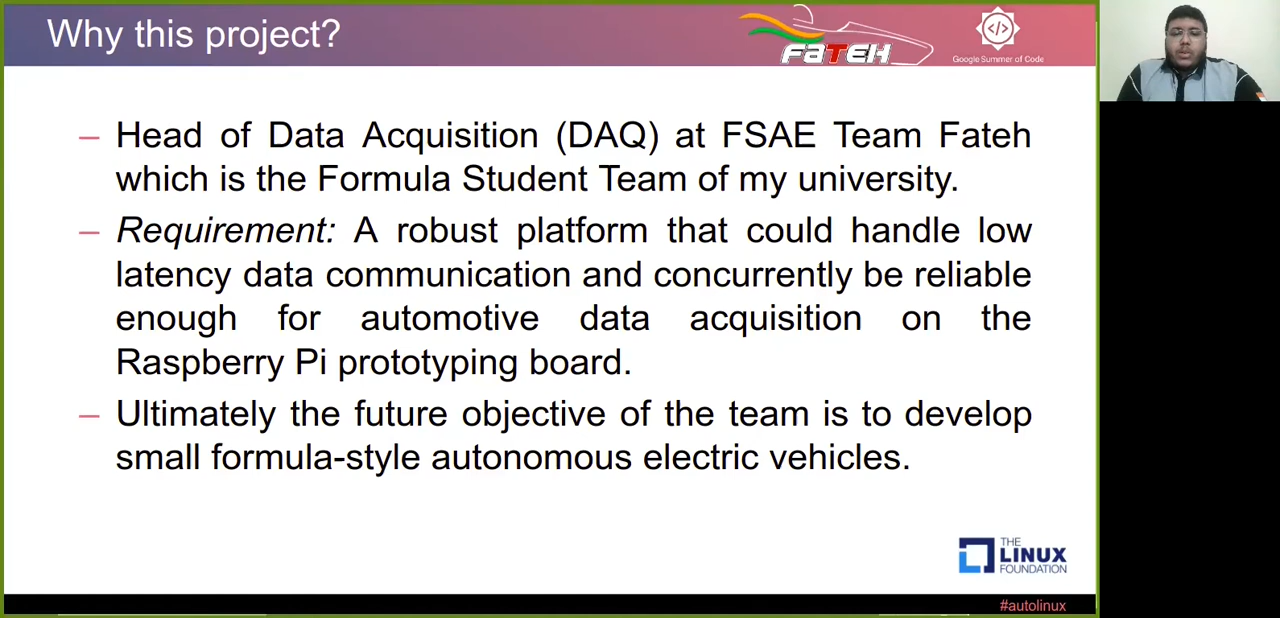 Why this project?
FaTEH
Google Summer of Code
– Head of Data Acquisition (DAQ) at FSAE Team Fateh
which is the Formula Student Team of my university.
– Requirement: A robust platform that could handle low
latency data communication and concurrently be reliable
enough for automotive data acquisition on the
Raspberry Pi prototyping board.
– Ultimately the future objective of the team is to develop
small formula-style autonomous electric vehicles.
THE
LINUX
FOUNDATION
#autolinux